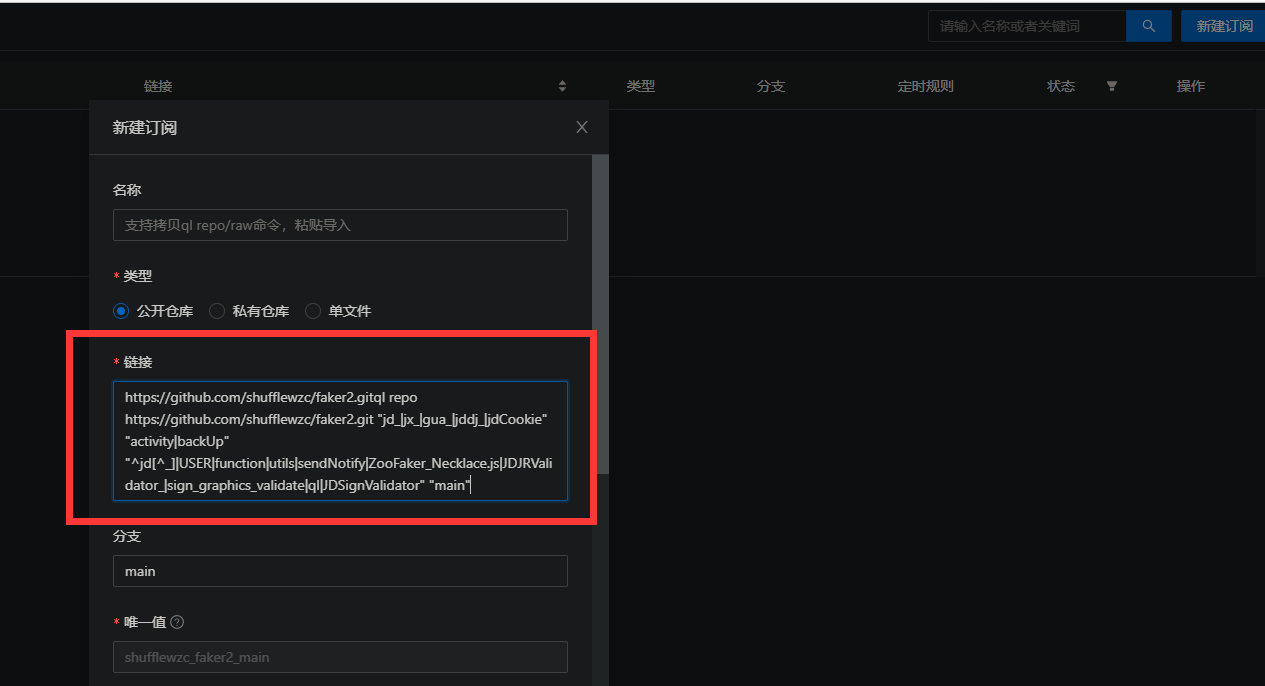 请输入名称或者关键词
新建订阅
链接 类型 分支 定时规则 状态 操作
新建订阅
名称
支持拷贝ql repo/raw命令，粘贴导入
* 类型
公开仓库 私有仓库 单文件
* 链接
https://github.com/shufflewzc/faker2.gitql repo
https://github.com/shufflewzc/faker2.git "jd_|jx_|gua_|jddj_|jdCookie"
"activity|backUp"
"^jd[^_]|USER|function|utils|sendNotify|ZooFaker_Necklace.js|JDJRVali
dator_|sign_graphics_validate|ql|JDSignValidator" "main"
分支
main
* 唯一值 ?
shufflewzc_faker2_main